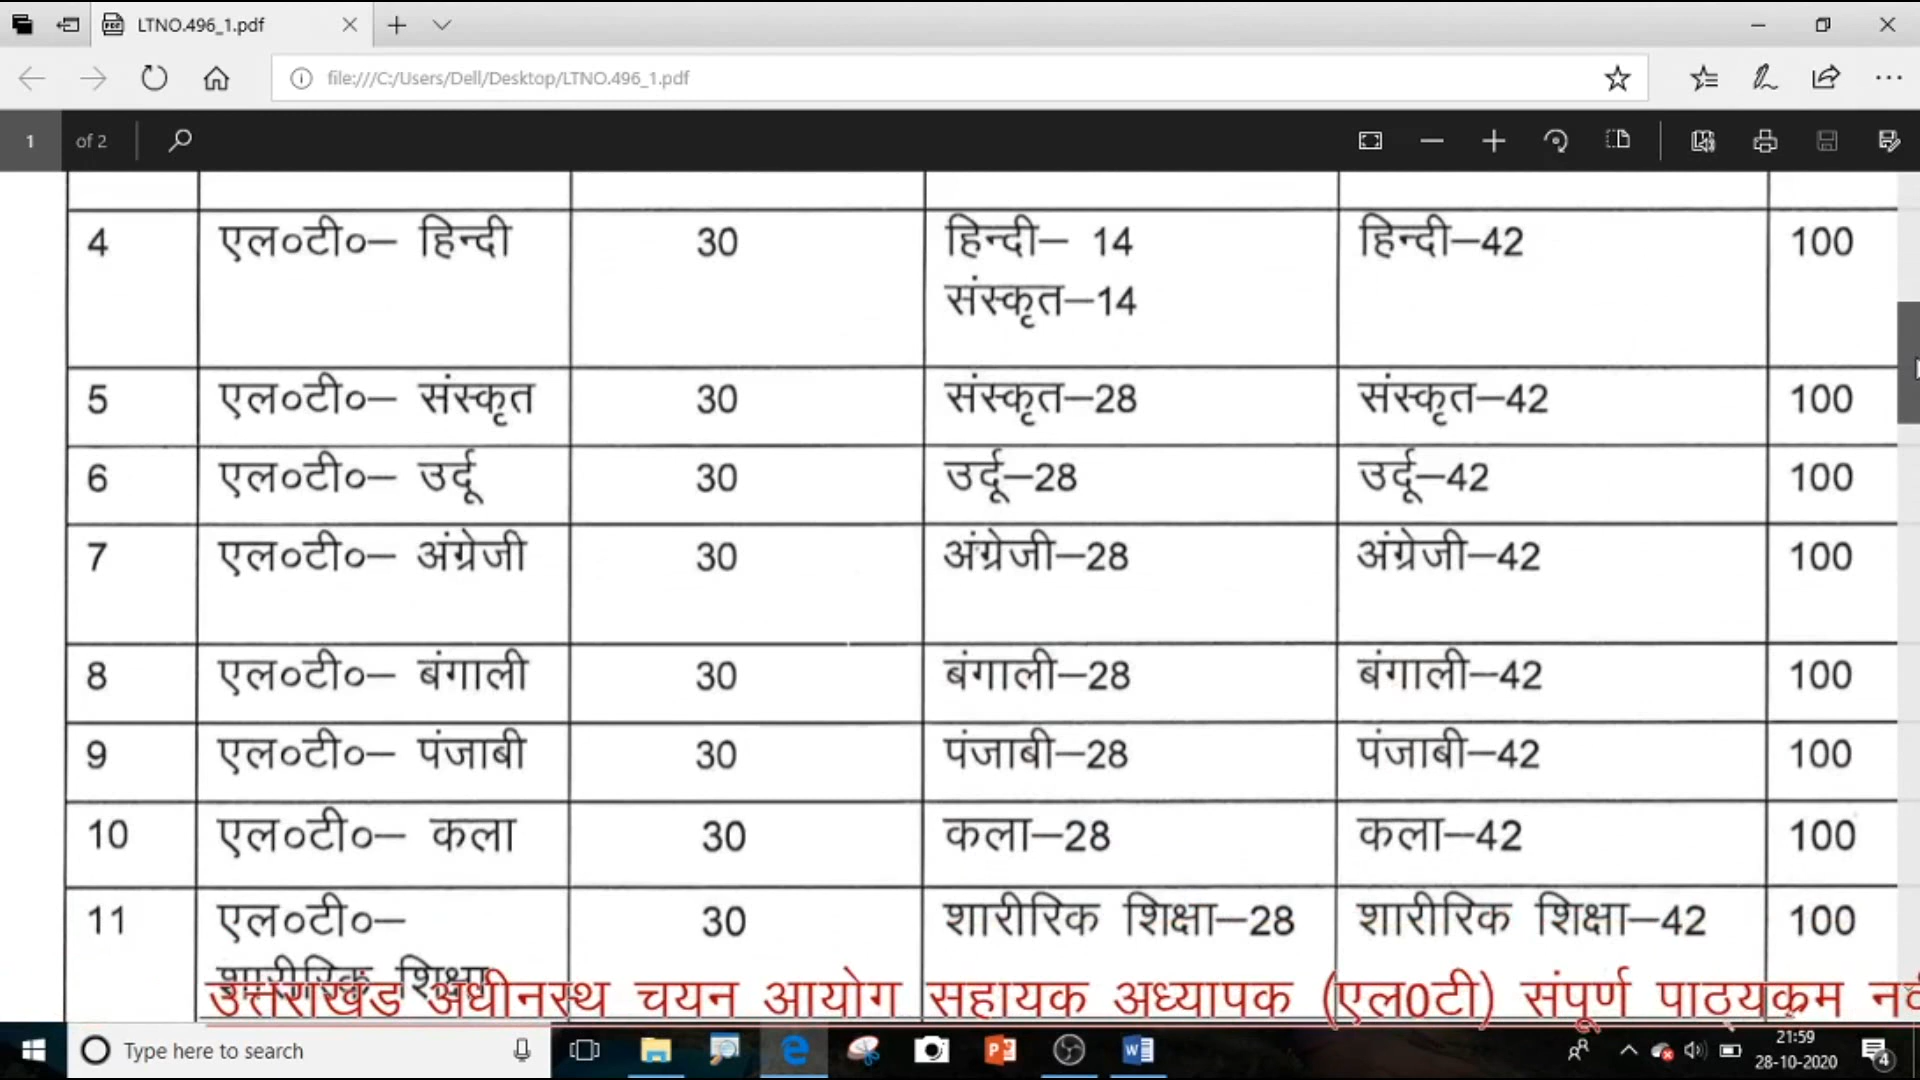 LTNO.496_1.pdf
file:///C:/Users/Dell/Desktop/LTNO.496_1.pdf
1 of 2
4 एल०टी०– हिन्दी 30 हिन्दी– 14 हिन्दी–42 100
संस्कृत–14
5 एल०टी०– संस्कृत 30 संस्कृत–28 संस्कृत–42 100
6 एल०टी०– उर्दू 30 उर्दू–28 उर्दू–42 100
7 एल०टी०– अंग्रेजी 30 अंग्रेजी–28 अंग्रेजी–42 100
8 एल०टी०– बंगाली 30 बंगाली–28 बंगाली–42 100
9 एल०टी०– पंजाबी 30 पंजाबी–28 पंजाबी–42 100
10 एल०टी०– कला 30 कला–28 कला–42 100
11 एल०टी०– 30 शारीरिक शिक्षा–28 शारीरिक शिक्षा–42 100
शारीरिक शिक्षा
उत्तराखंड अधीनस्थ चयन आयोग सहायक अध्यापक (एल0टी) संपूर्ण पाठ्यक्रम
Type here to search
21:59
28-10-2020
4